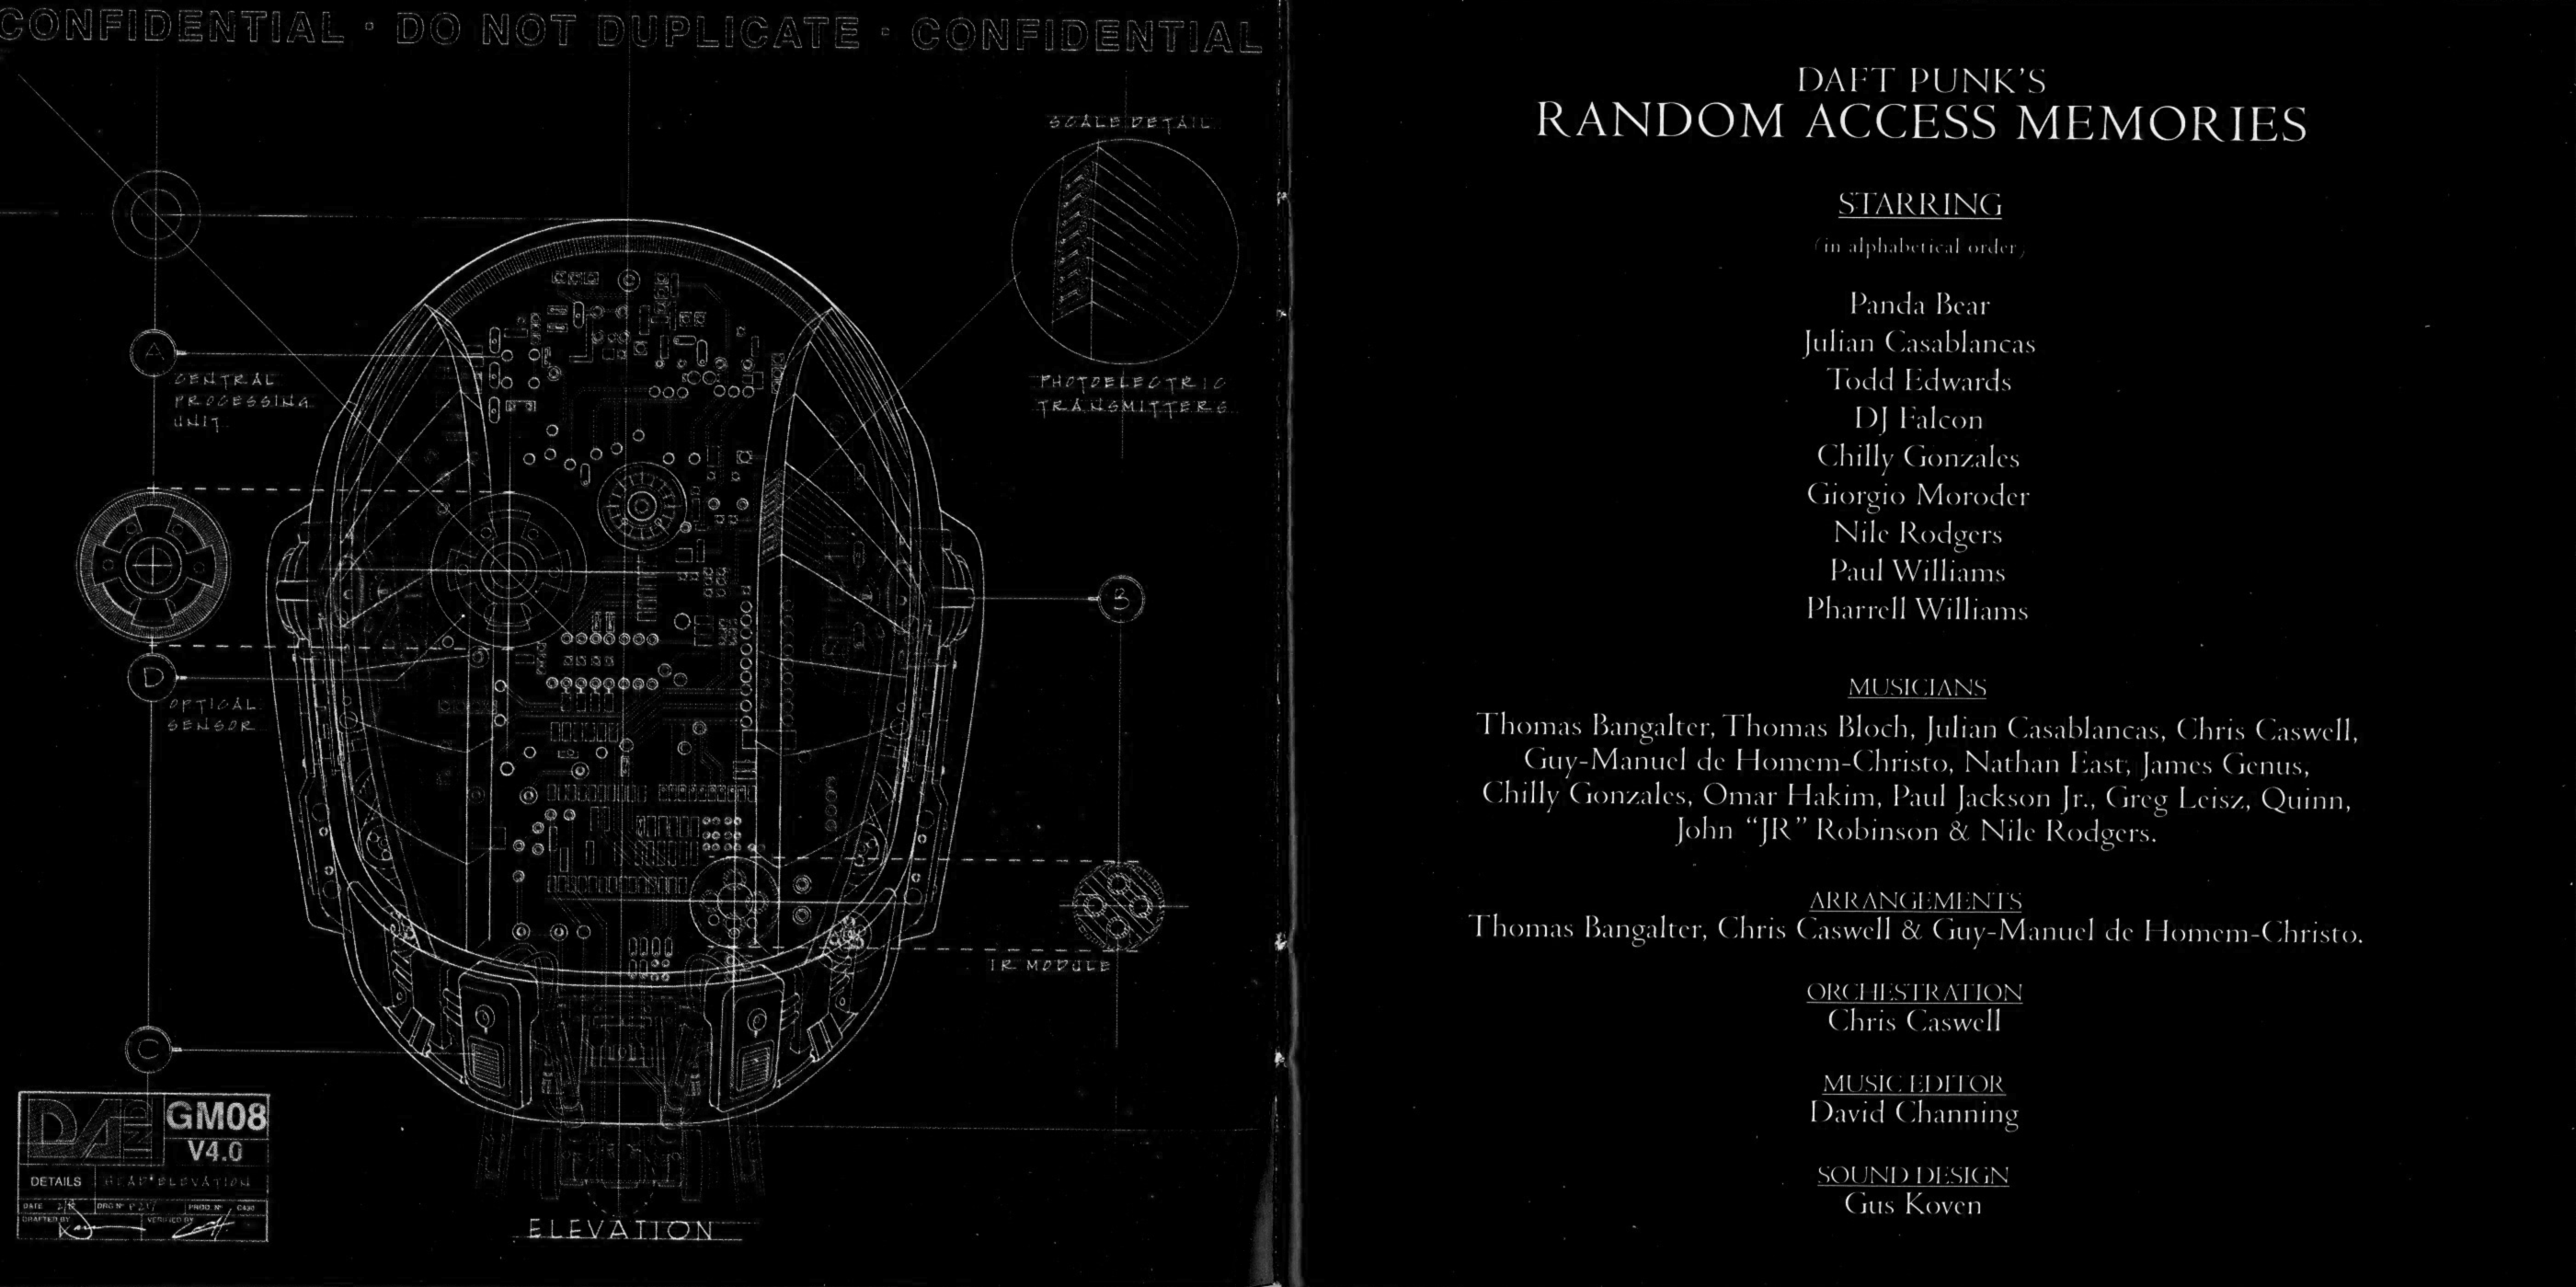 CONFIDENTIAL · DO NOT DUPLICATE · CONFIDENTIAL
SCALE DETAIL
A
CENTRAL
PROCESSING
UNIT
PHOTOELECTRIC
TRANSMITTERS
B
D
OPTICAL
SENSOR
IR MODULE
C
DAFT
GM08
V4.0
DETAILS HEAD ELEVATION
DATE DRG Nº PROD. Nº C430
DRAFTED BY VERIFIED BY
ELEVATION
DAFT PUNK'S
RANDOM ACCESS MEMORIES
STARRING
(in alphabetical order)
Panda Bear
Julian Casablancas
Todd Edwards
DJ Falcon
Chilly Gonzales
Giorgio Moroder
Nile Rodgers
Paul Williams
Pharrell Williams
MUSICIANS
Thomas Bangalter, Thomas Bloch, Julian Casablancas, Chris Caswell,
Guy-Manuel de Homem-Christo, Nathan East, James Genus,
Chilly Gonzales, Omar Hakim, Paul Jackson Jr., Greg Leisz, Quinn,
John “JR” Robinson & Nile Rodgers.
ARRANGEMENTS
Thomas Bangalter, Chris Caswell & Guy-Manuel de Homem-Christo.
ORCHESTRATION
Chris Caswell
MUSIC EDITOR
David Channing
SOUND DESIGN
Gus Koven